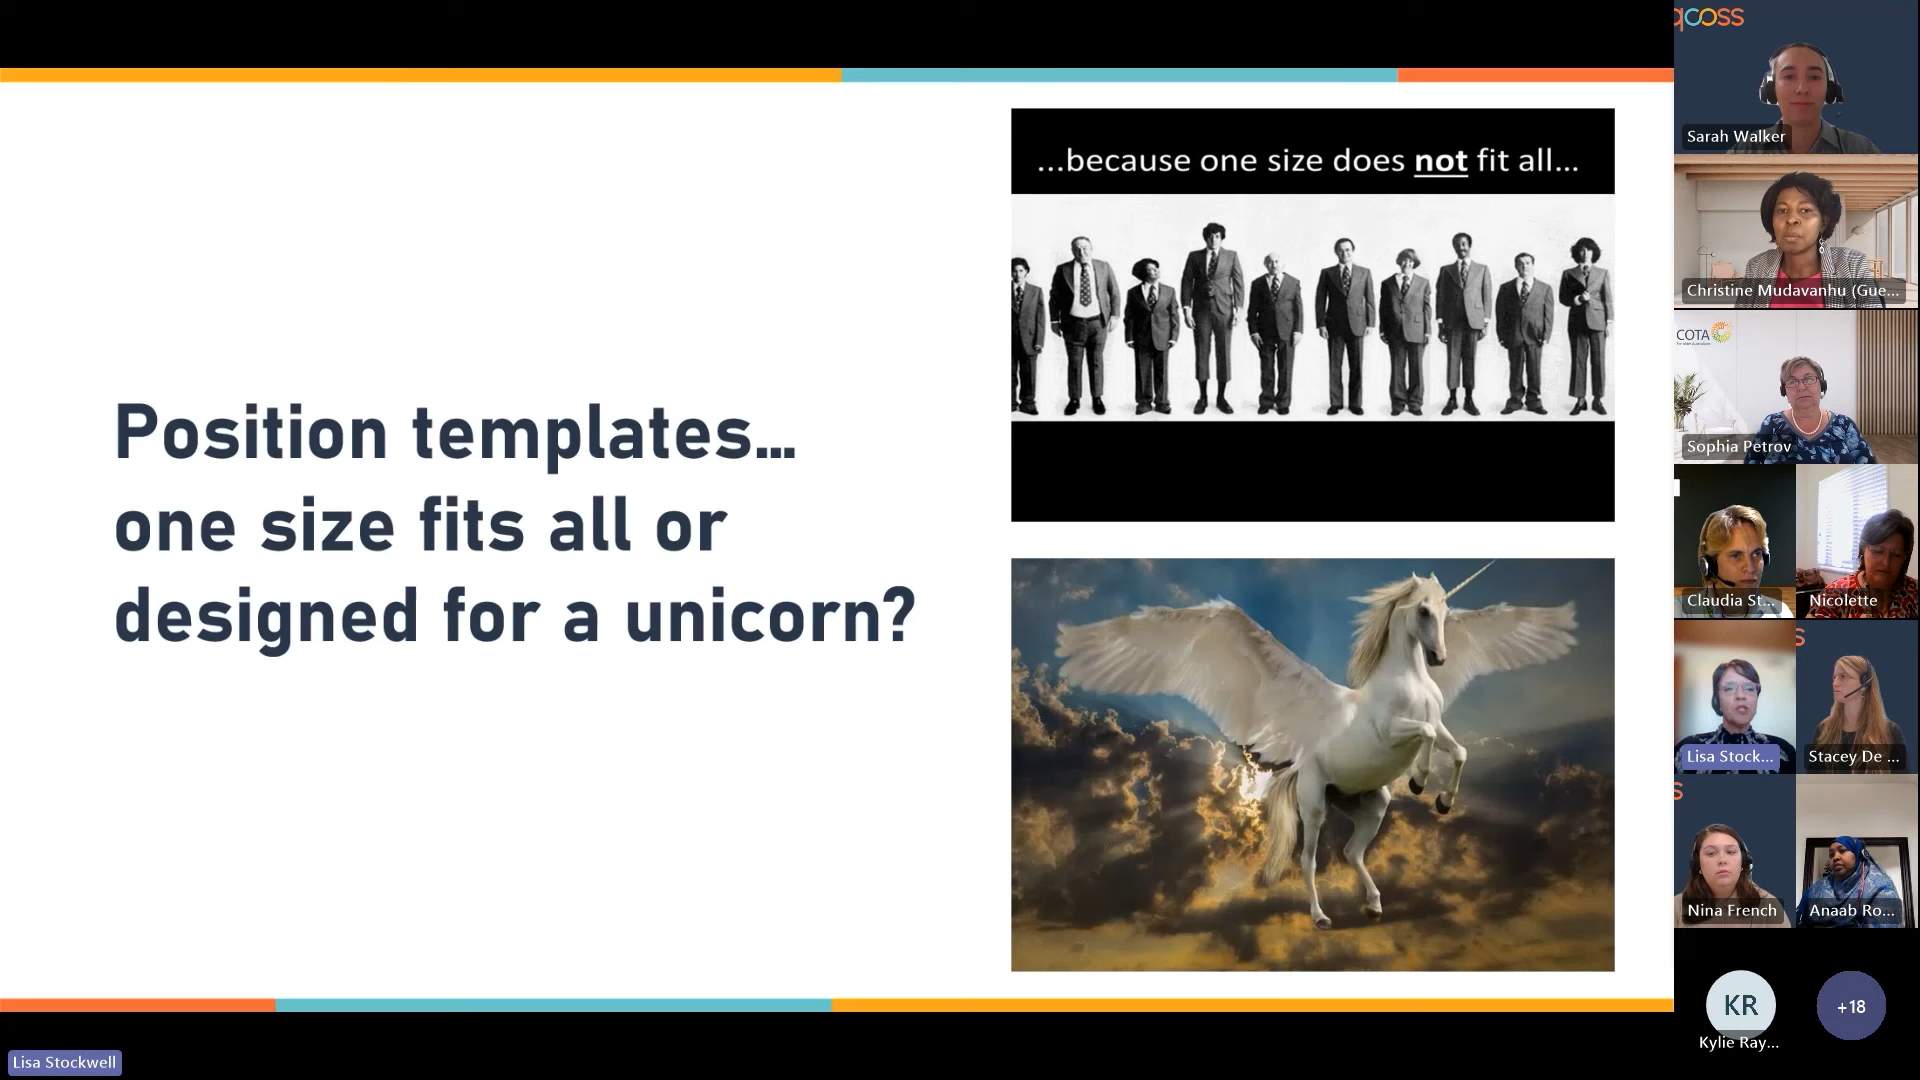 Position templates...
one size fits all or
designed for a unicorn?
...because one size does not fit all...
qcoss
Sarah Walker
Christine Mudavanhu (Gue...
COTA
Sophia Petrov
Claudia St...
Nicolette
Lisa Stock...
s
Stacey De ...
s
Nina French
Anaab Ro...
KR
Kylie Ray...
+18
Lisa Stockwell